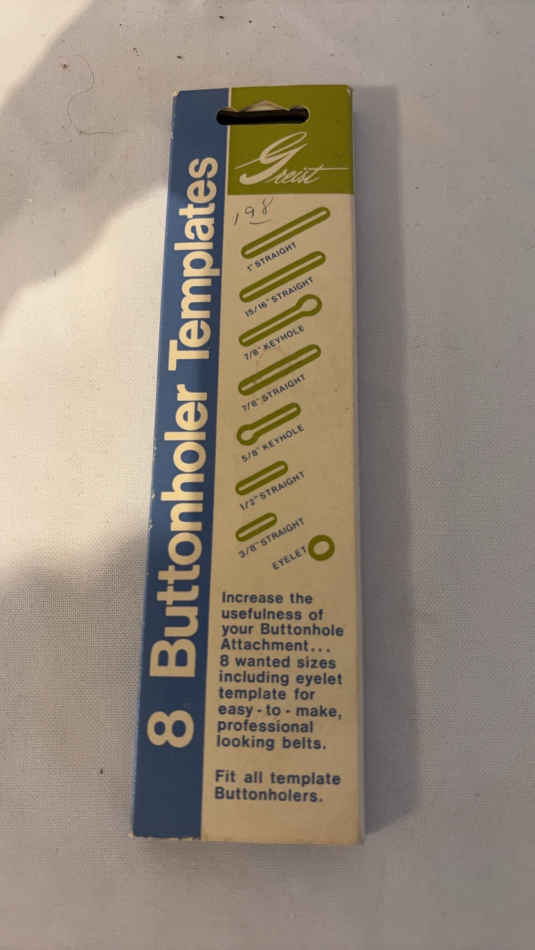 8 Buttonholer Templates
Greist
198
1" STRAIGHT
15/16" STRAIGHT
7/8" KEYHOLE
7/8" STRAIGHT
5/8" KEYHOLE
1/2" STRAIGHT
3/8" STRAIGHT
EYELET
Increase the
usefulness of
your Buttonhole
Attachment...
8 wanted sizes
including eyelet
template for
easy-to-make,
professional
looking belts.
Fit all template
Buttonholers.